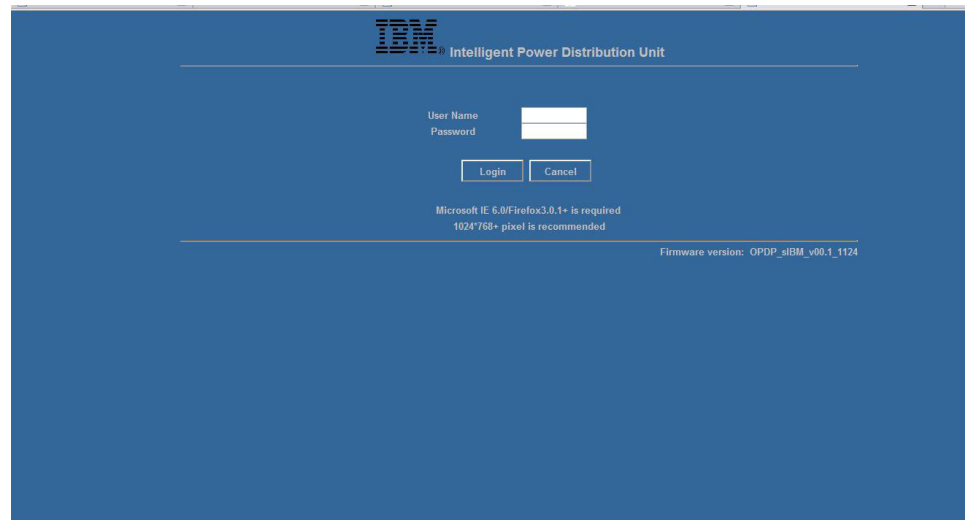 IBM® Intelligent Power Distribution Unit
User Name
Password
Login Cancel
Microsoft IE 6.0/Firefox3.0.1+ is required
1024*768+ pixel is recommended
Firmware version: OPDP_sIBM_v00.1_1124